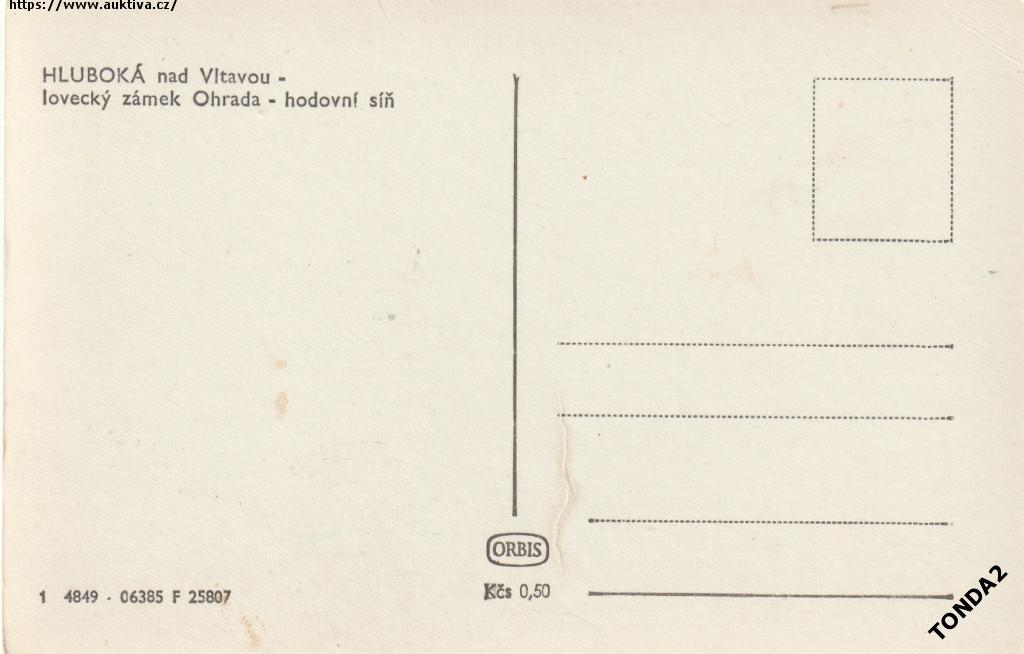 https://www.auktiva.cz/
HLUBOKÁ nad Vltavou -
lovecký zámek Ohrada - hodovní síň
ORBIS
Kčs 0,50
1 4849 - 06385 F 25807
TONDA2